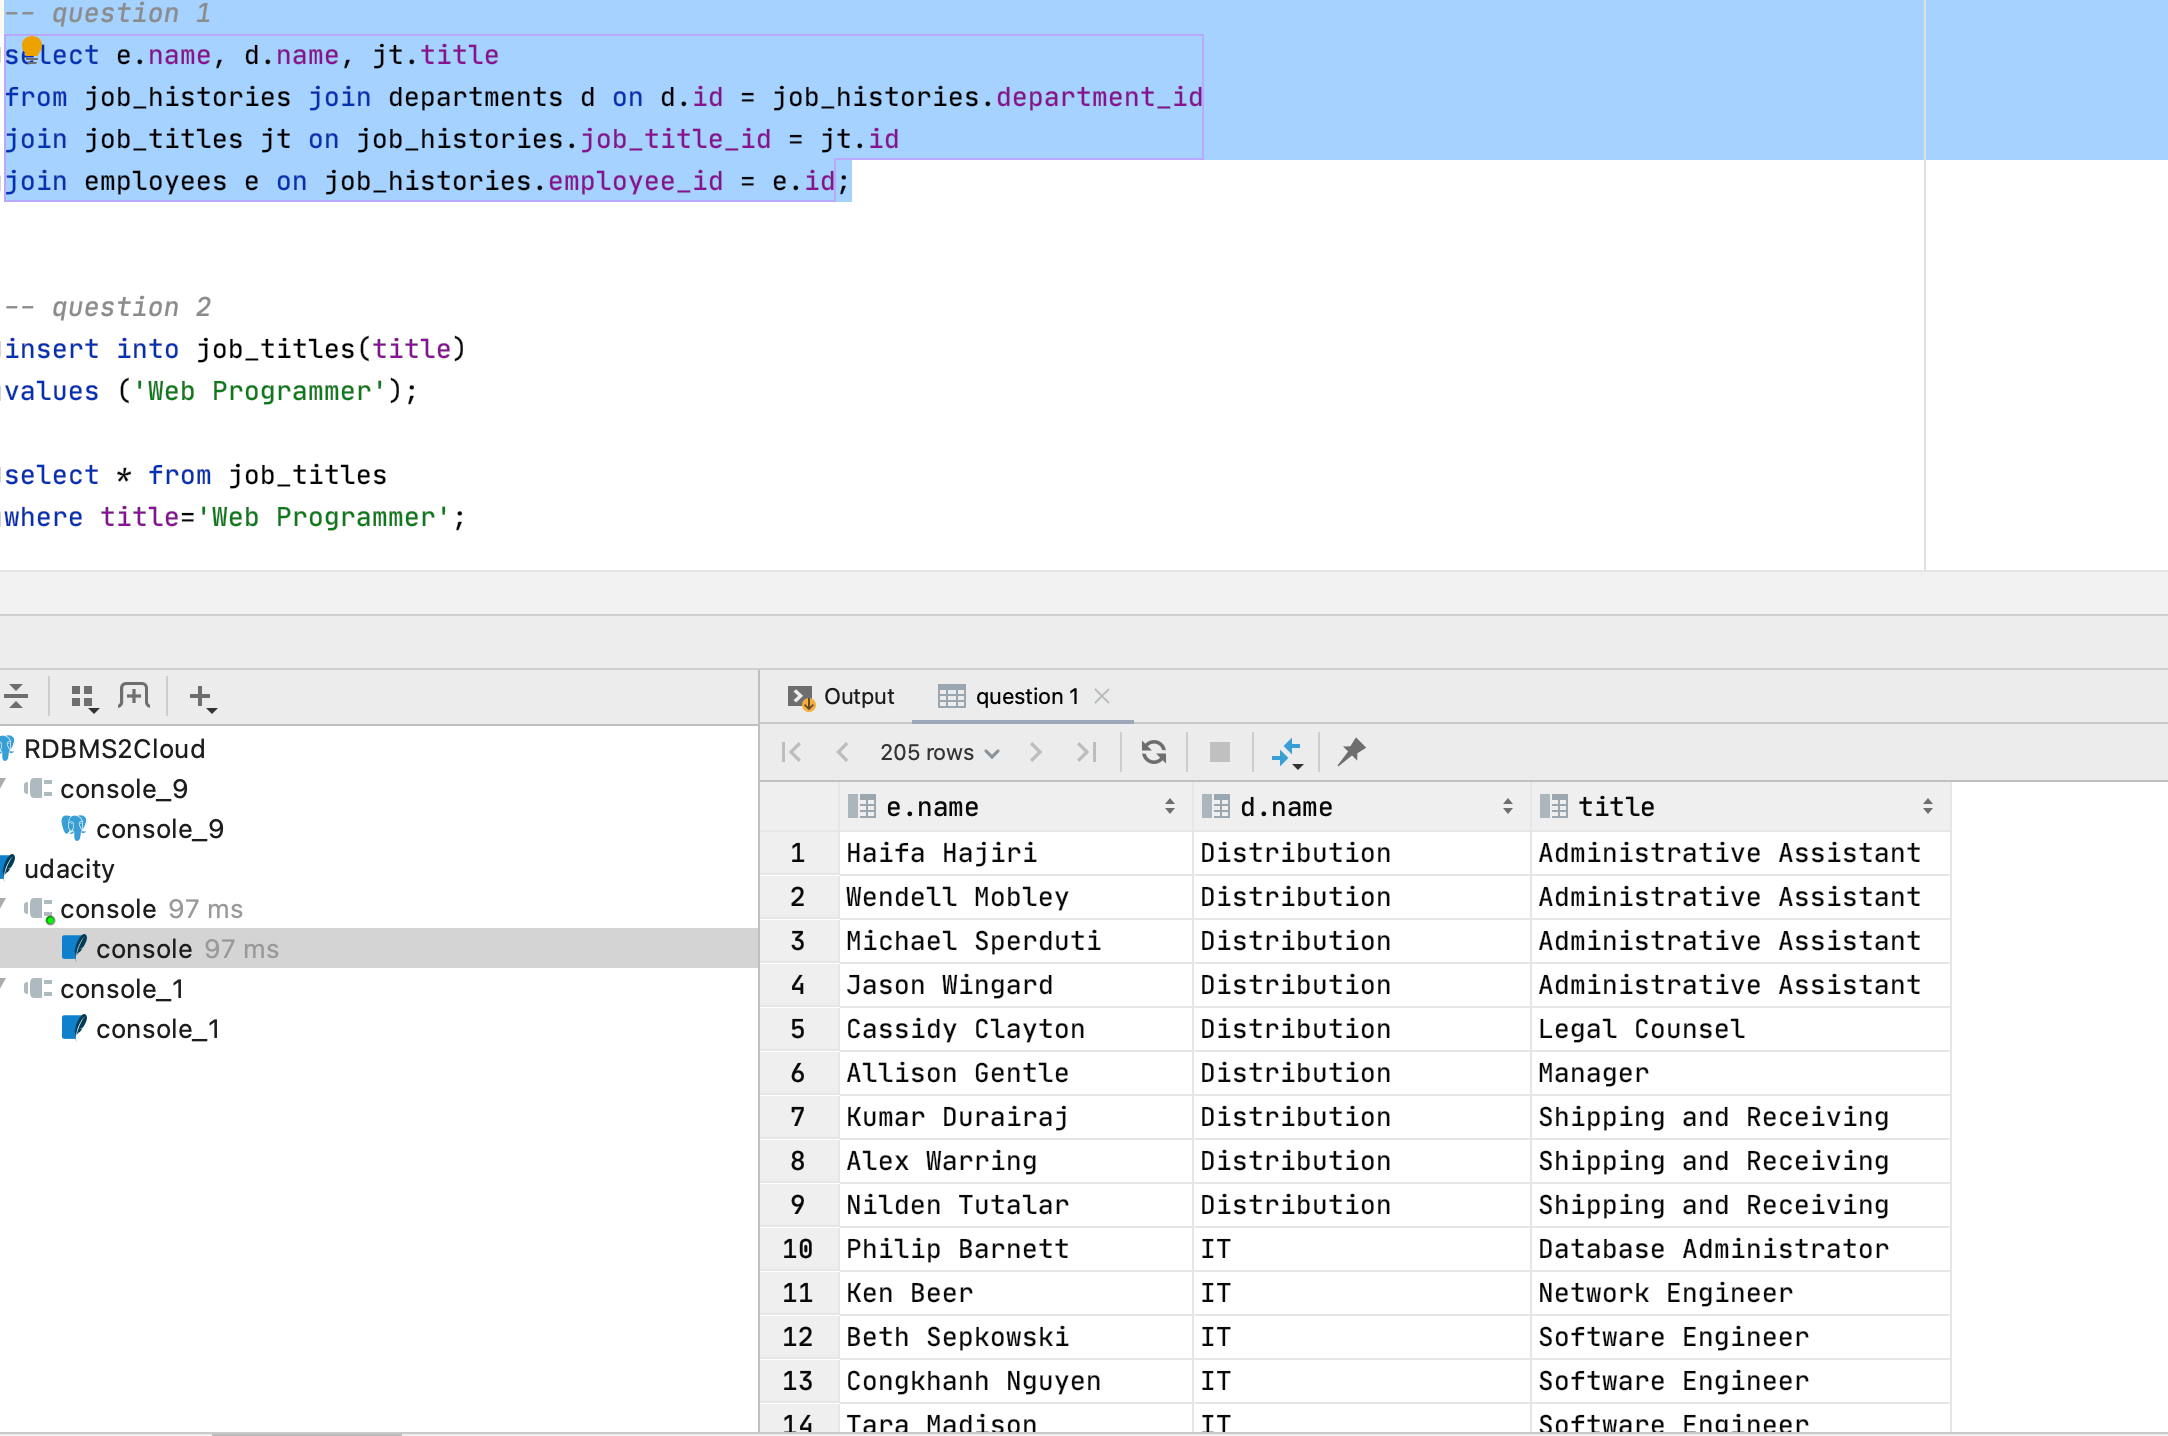 -- question 1
select e.name, d.name, jt.title
from job_histories join departments d on d.id = job_histories.department_id
join job_titles jt on job_histories.job_title_id = jt.id
join employees e on job_histories.employee_id = e.id;
-- question 2
insert into job_titles(title)
values ('Web Programmer');
select * from job_titles
where title='Web Programmer';
RDBMS2Cloud
console_9
console_9
udacity
console 97 ms
console 97 ms
console_1
console_1
Output question 1
205 rows
e.name d.name title
1 Haifa Hajiri Distribution Administrative Assistant
2 Wendell Mobley Distribution Administrative Assistant
3 Michael Sperduti Distribution Administrative Assistant
4 Jason Wingard Distribution Administrative Assistant
5 Cassidy Clayton Distribution Legal Counsel
6 Allison Gentle Distribution Manager
7 Kumar Durairaj Distribution Shipping and Receiving
8 Alex Warring Distribution Shipping and Receiving
9 Nilden Tutalar Distribution Shipping and Receiving
10 Philip Barnett IT Database Administrator
11 Ken Beer IT Network Engineer
12 Beth Sepkowski IT Software Engineer
13 Congkhanh Nguyen IT Software Engineer
14 Tara Madison IT Software Engineer